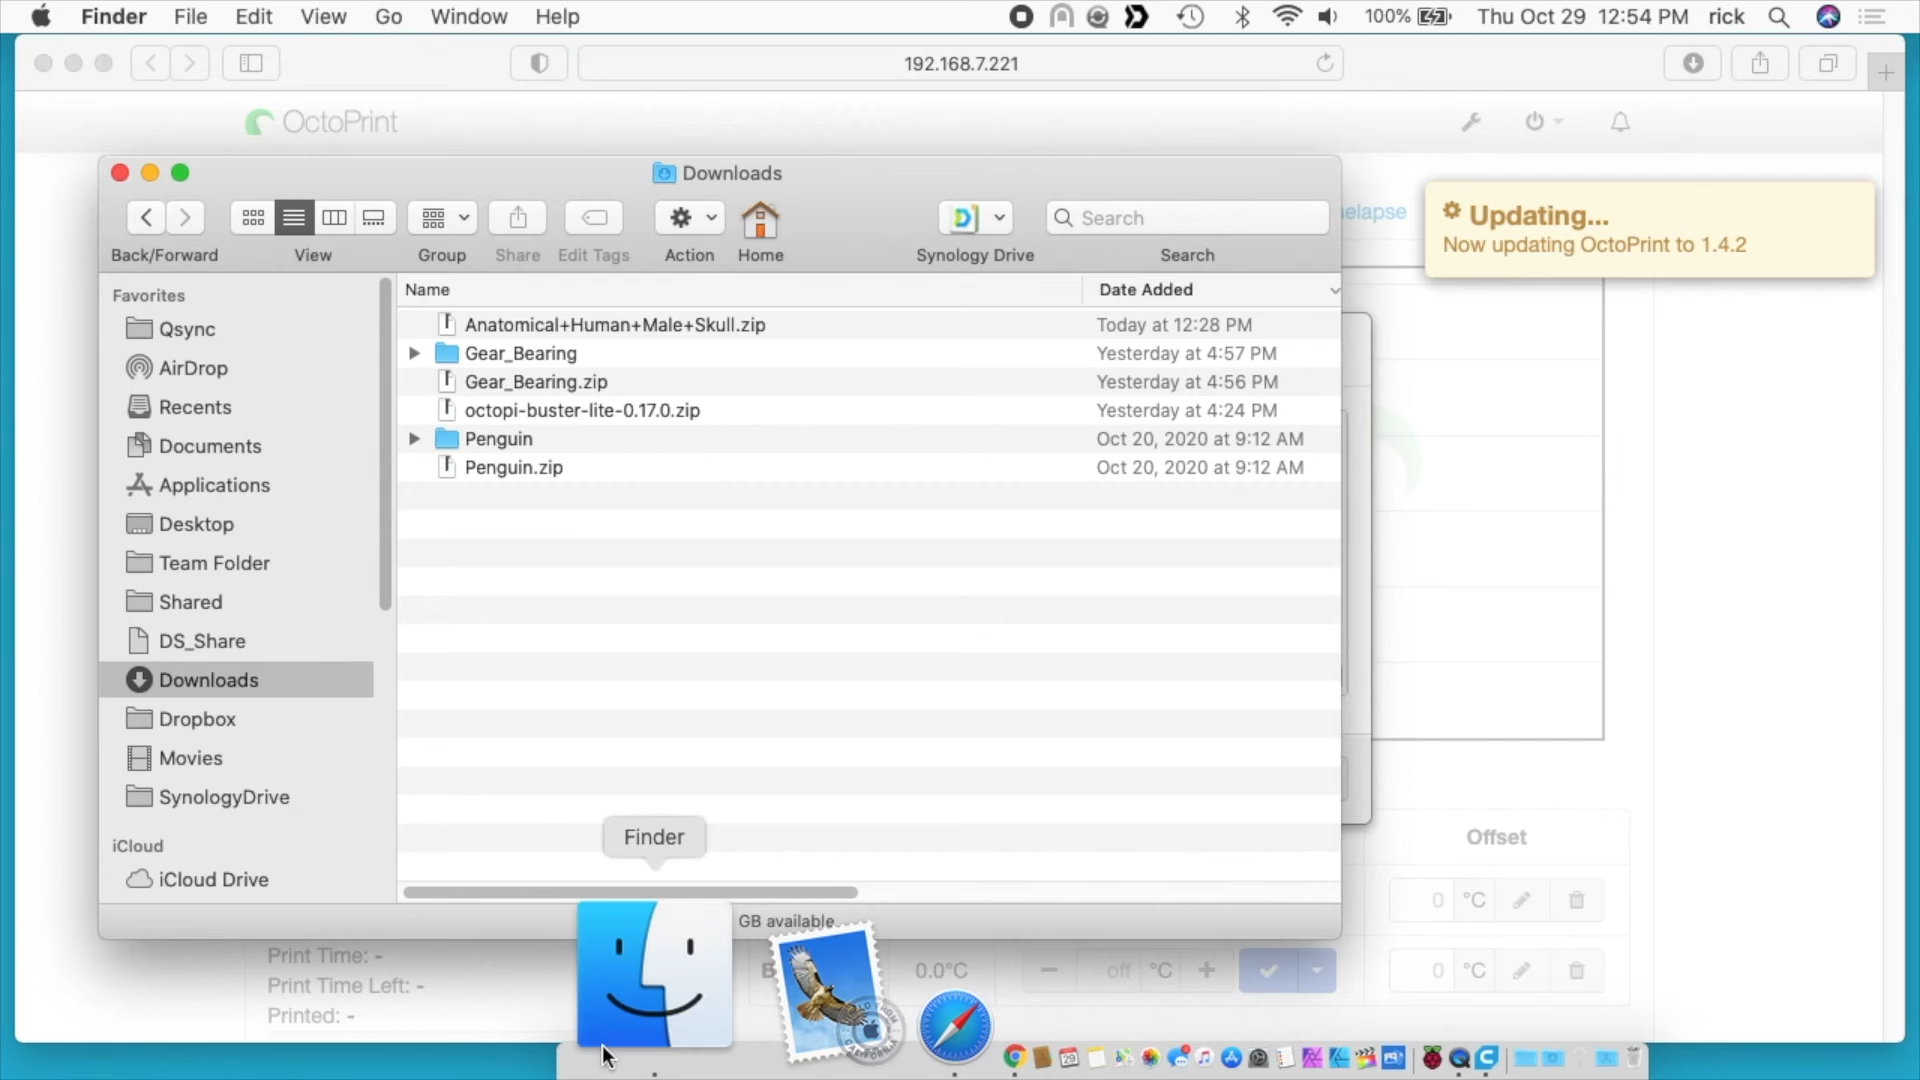 Finder File Edit View Go Window Help 100% Thu Oct 29 12:54 PM rick
192.168.7.221
OctoPrint
Downloads
elapse
Updating...
Now updating OctoPrint to 1.4.2
Search
Back/Forward View Group Share Edit Tags Action Home Synology Drive Search
Favorites
Qsync
AirDrop
Recents
Documents
Applications
Desktop
Team Folder
Shared
DS_Share
Downloads
Dropbox
Movies
SynologyDrive
iCloud
iCloud Drive
Name Date Added
Anatomical+Human+Male+Skull.zip Today at 12:28 PM
Gear_Bearing Yesterday at 4:57 PM
Gear_Bearing.zip Yesterday at 4:56 PM
octopi-buster-lite-0.17.0.zip Yesterday at 4:24 PM
Penguin Oct 20, 2020 at 9:12 AM
Penguin.zip Oct 20, 2020 at 9:12 AM
Finder
GB available
Offset
0 °C
Print Time: -
Print Time Left: -
Printed: -
B 0.0°C off °C 0 °C
29